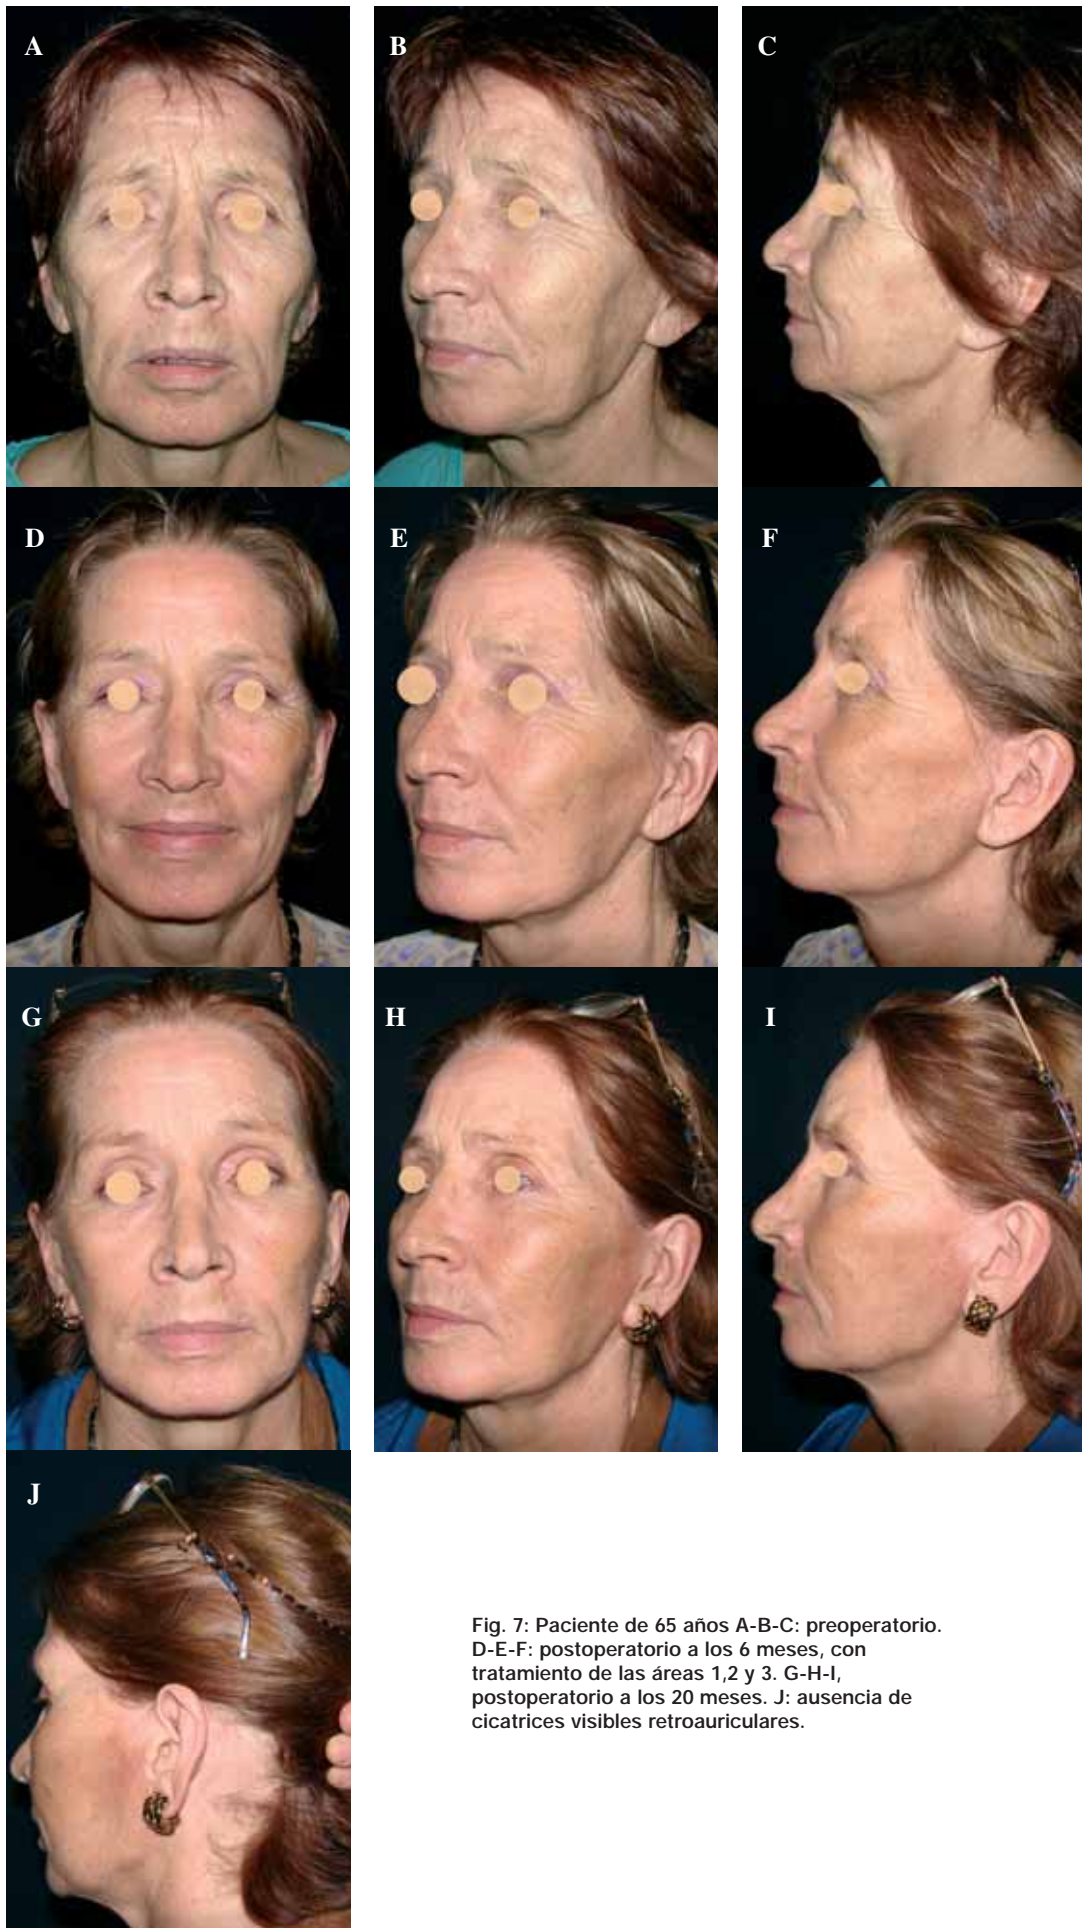 A
B
C
D
E
F
G
H
I
J
Fig. 7: Paciente de 65 años A-B-C: preoperatorio.
D-E-F: postoperatorio a los 6 meses, con
tratamiento de las áreas 1,2 y 3. G-H-I,
postoperatorio a los 20 meses. J: ausencia de
cicatrices visibles retroauriculares.